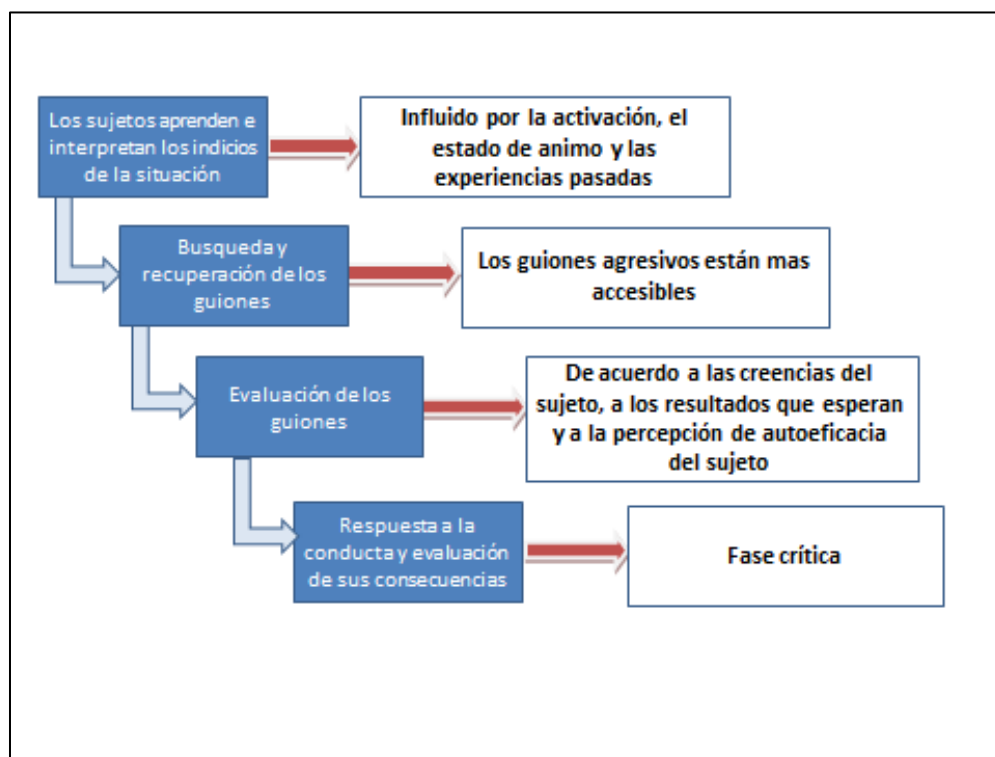 Los sujetos aprenden e
interpretan los indicios
de la situación
Influido por la activación, el
estado de animo y las
experiencias pasadas
Busqueda y
recuperación de los
guiones
Los guiones agresivos están mas
accesibles
Evaluación de los
guiones
De acuerdo a las creencias del
sujeto, a los resultados que esperan
y a la percepción de autoeficacia
del sujeto
Respuesta a la
conducta y evaluación
de sus consecuencias
Fase crítica